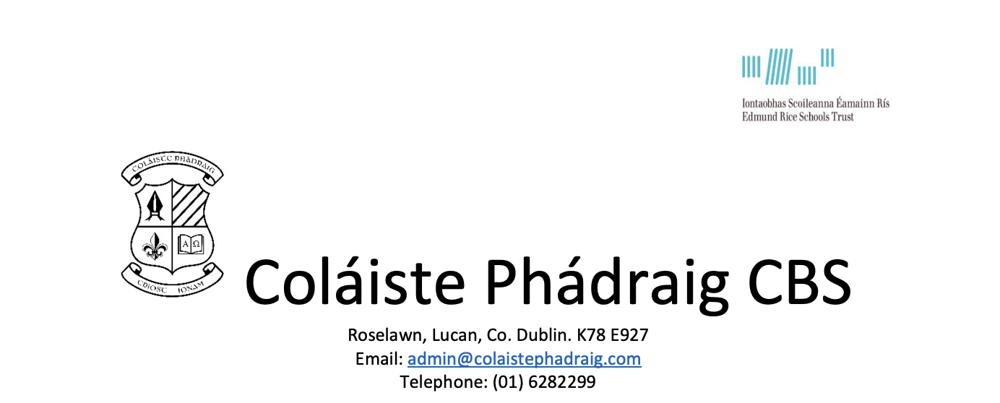 Iontaobhas Scoileanna Éamainn Rís
Edmund Rice Schools Trust
COLÁISTE PHÁDRAIG
A Ω
CRÍOST IONAM
Coláiste Phádraig CBS
Roselawn, Lucan, Co. Dublin. K78 E927
Email: admin@colaistephadraig.com
Telephone: (01) 6282299